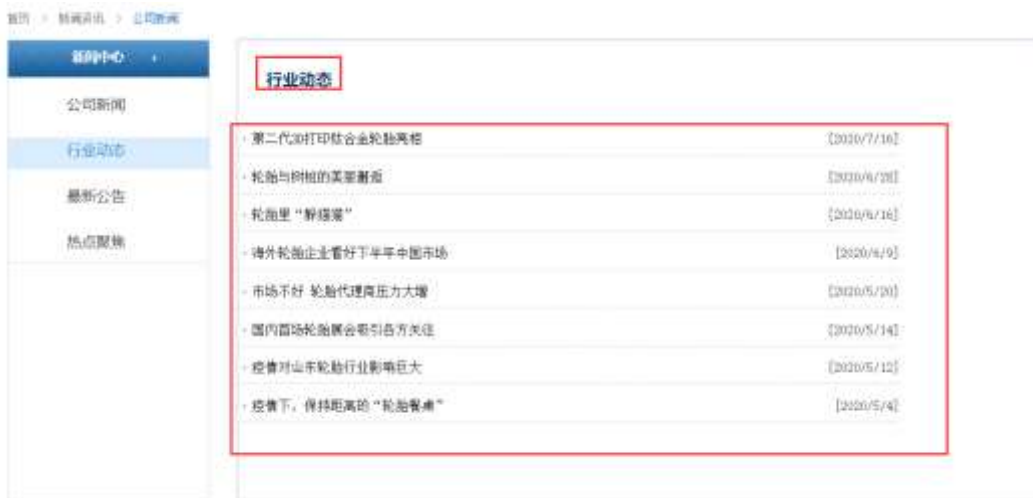 首页 > 新闻资讯 > 公司新闻
新闻中心 +
公司新闻
行业动态
最新公告
热点聚焦
行业动态
· 第二代3D打印钛合金轮胎亮相 [2020/7/16]
· 轮胎与树桩的美丽邂逅 [2020/6/28]
· 轮胎里“躲猫猫” [2020/6/16]
· 海外轮胎企业看好下半年中国市场 [2020/6/9]
· 市场不好 轮胎代理商压力大增 [2020/5/20]
· 国内首场轮胎展会吸引各方关注 [2020/5/14]
· 疫情对山东轮胎行业影响巨大 [2020/5/12]
· 疫情下，保持距离的“轮胎餐桌” [2020/5/4]